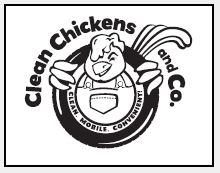 Clean Chickens
and Co.
CLEAN. MOBILE. CONVENIENT!